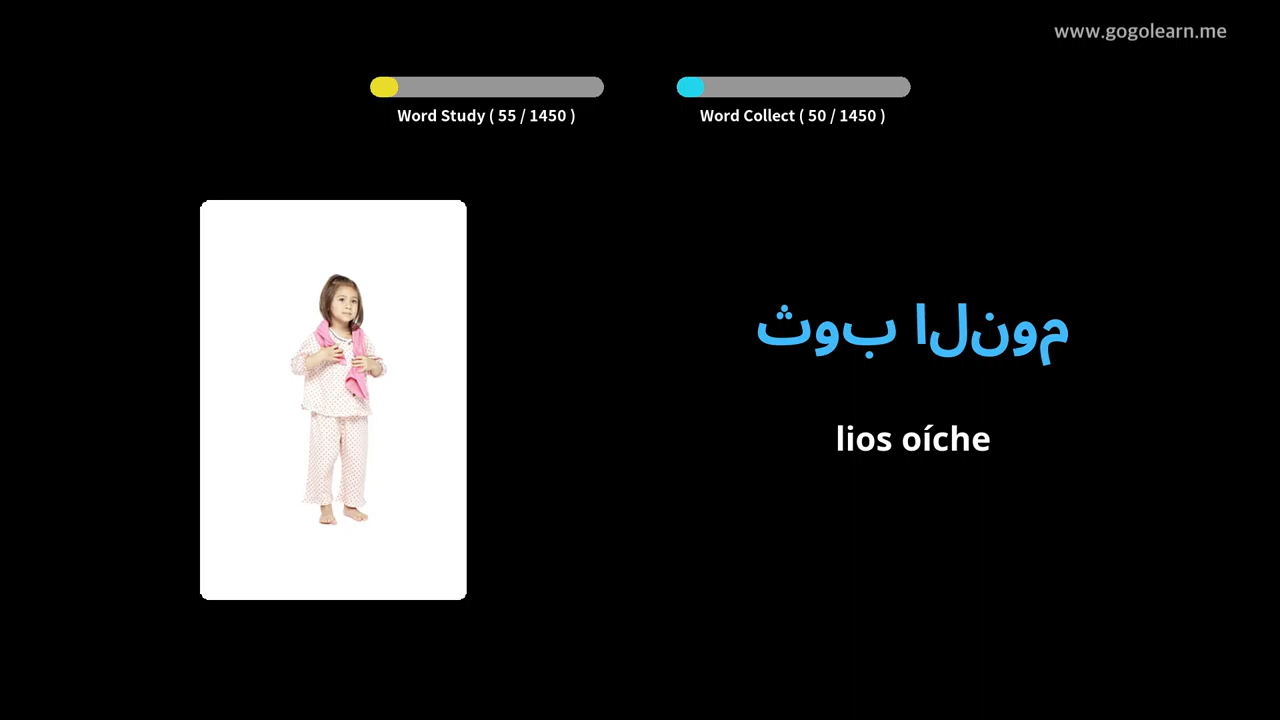 www.gogolearn.me
Word Study ( 55 / 1450 )
Word Collect ( 50 / 1450 )
ثوب النوم
lios oíche